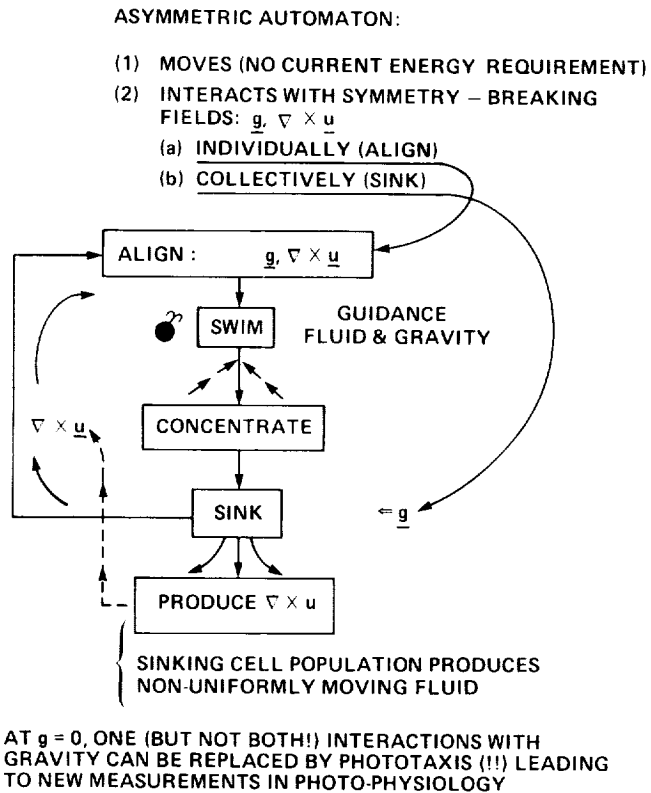 ASYMMETRIC AUTOMATON:
(1) MOVES (NO CURRENT ENERGY REQUIREMENT)
(2) INTERACTS WITH SYMMETRY – BREAKING
FIELDS: g, ∇ × u
(a) INDIVIDUALLY (ALIGN)
(b) COLLECTIVELY (SINK)
ALIGN : g, ∇ × u
SWIM
GUIDANCE
FLUID & GRAVITY
CONCENTRATE
∇ × u
SINK
⇐ g
PRODUCE ∇ × u
SINKING CELL POPULATION PRODUCES
NON-UNIFORMLY MOVING FLUID
AT g = 0, ONE (BUT NOT BOTH!) INTERACTIONS WITH
GRAVITY CAN BE REPLACED BY PHOTOTAXIS (!!) LEADING
TO NEW MEASUREMENTS IN PHOTO-PHYSIOLOGY